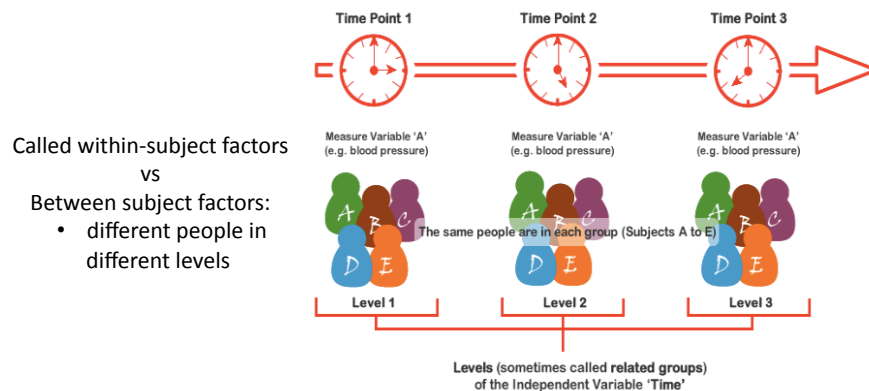 Time Point 1
Time Point 2
Time Point 3
Measure Variable ‘A’
(e.g. blood pressure)
Measure Variable ‘A’
(e.g. blood pressure)
Measure Variable ‘A’
(e.g. blood pressure)
Called within-subject factors
vs
Between subject factors:
• different people in
different levels
A B C
A B C
A B C
The same people are in each group (Subjects A to E)
D E
D E
D E
Level 1
Level 2
Level 3
Levels (sometimes called related groups)
of the Independent Variable ‘Time’